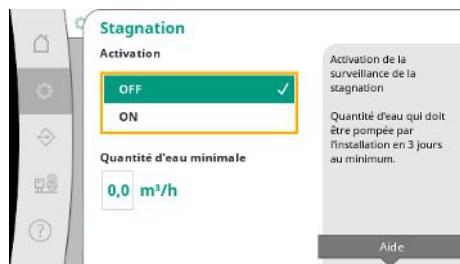 Stagnation
Activation
OFF
ON
Quantité d'eau minimale
0,0 m³/h
Activation de la
surveillance de la
stagnation
Quantité d'eau qui doit
être pompée par
l'installation en 3 jours
au minimum.
Aide